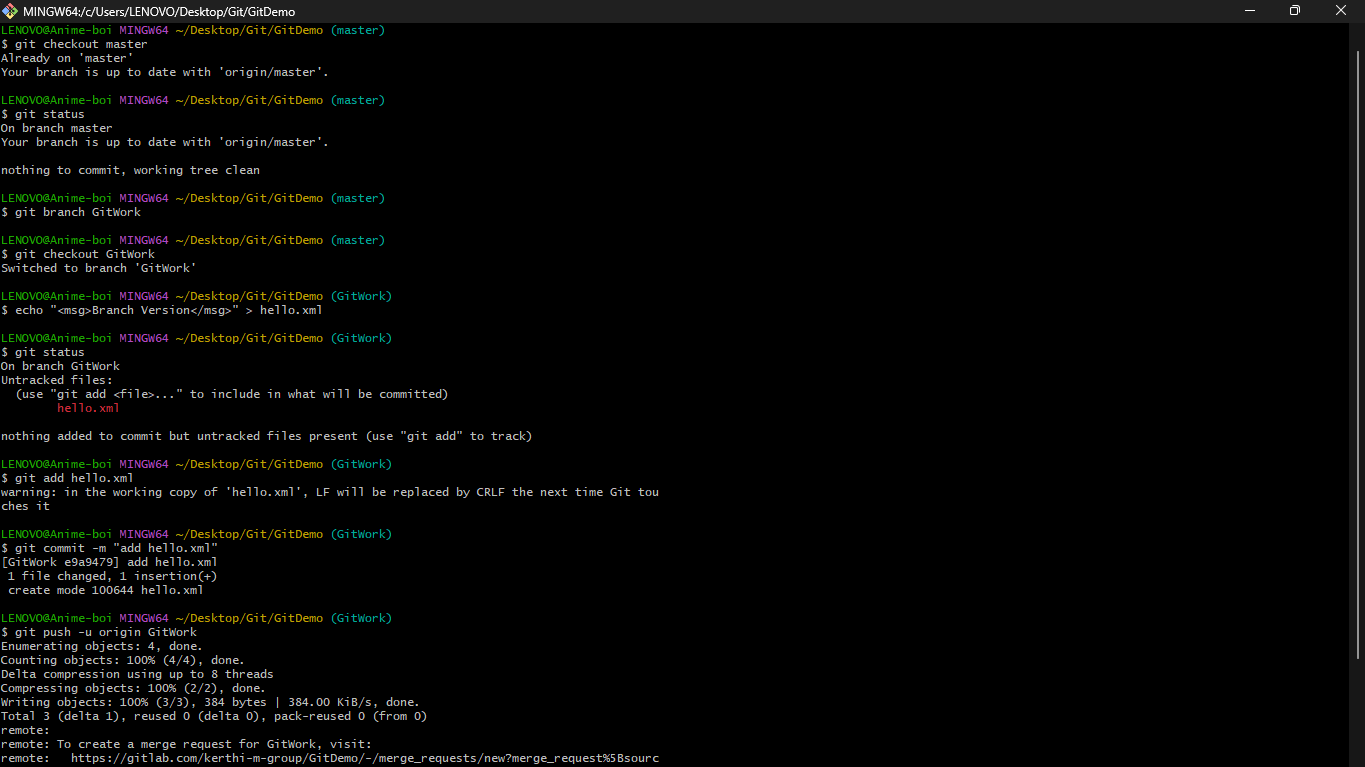 MINGW64:/c/Users/LENOVO/Desktop/Git/GitDemo
LENOVO@Anime-boi MINGW64 ~/Desktop/Git/GitDemo (master)
$ git checkout master
Already on 'master'
Your branch is up to date with 'origin/master'.
LENOVO@Anime-boi MINGW64 ~/Desktop/Git/GitDemo (master)
$ git status
On branch master
Your branch is up to date with 'origin/master'.
nothing to commit, working tree clean
LENOVO@Anime-boi MINGW64 ~/Desktop/Git/GitDemo (master)
$ git branch GitWork
LENOVO@Anime-boi MINGW64 ~/Desktop/Git/GitDemo (master)
$ git checkout GitWork
Switched to branch 'GitWork'
LENOVO@Anime-boi MINGW64 ~/Desktop/Git/GitDemo (GitWork)
$ echo "<msg>Branch Version</msg>" > hello.xml
LENOVO@Anime-boi MINGW64 ~/Desktop/Git/GitDemo (GitWork)
$ git status
On branch GitWork
Untracked files:
  (use "git add <file>..." to include in what will be committed)
        hello.xml
nothing added to commit but untracked files present (use "git add" to track)
LENOVO@Anime-boi MINGW64 ~/Desktop/Git/GitDemo (GitWork)
$ git add hello.xml
warning: in the working copy of 'hello.xml', LF will be replaced by CRLF the next time Git tou
ches it
LENOVO@Anime-boi MINGW64 ~/Desktop/Git/GitDemo (GitWork)
$ git commit -m "add hello.xml"
[GitWork e9a9479] add hello.xml
 1 file changed, 1 insertion(+)
 create mode 100644 hello.xml
LENOVO@Anime-boi MINGW64 ~/Desktop/Git/GitDemo (GitWork)
$ git push -u origin GitWork
Enumerating objects: 4, done.
Counting objects: 100% (4/4), done.
Delta compression using up to 8 threads
Compressing objects: 100% (2/2), done.
Writing objects: 100% (3/3), 384 bytes | 384.00 KiB/s, done.
Total 3 (delta 1), reused 0 (delta 0), pack-reused 0 (from 0)
remote:
remote: To create a merge request for GitWork, visit:
remote:   https://gitlab.com/kerthi-m-group/GitDemo/-/merge_requests/new?merge_request%5Bsourc